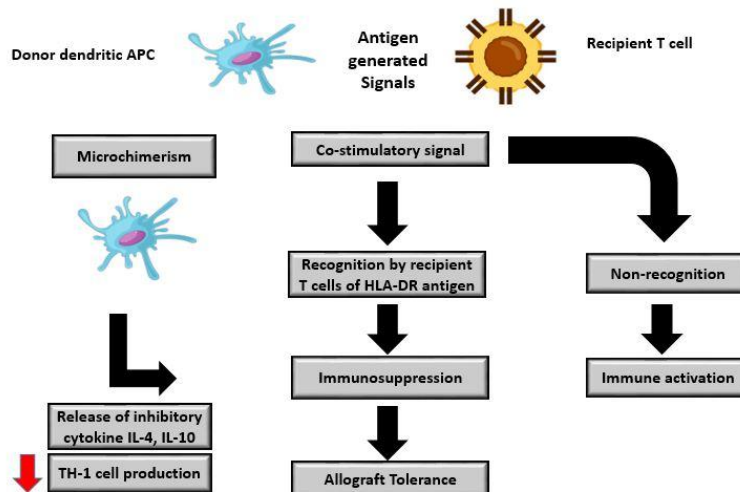 Donor dendritic APC
Antigen
generated
Signals
Recipient T cell
Microchimerism
Co-stimulatory signal
Recognition by recipient
T cells of HLA-DR antigen
Non-recognition
Immunosuppression
Immune activation
Release of inhibitory
cytokine IL-4, IL-10
TH-1 cell production
Allograft Tolerance